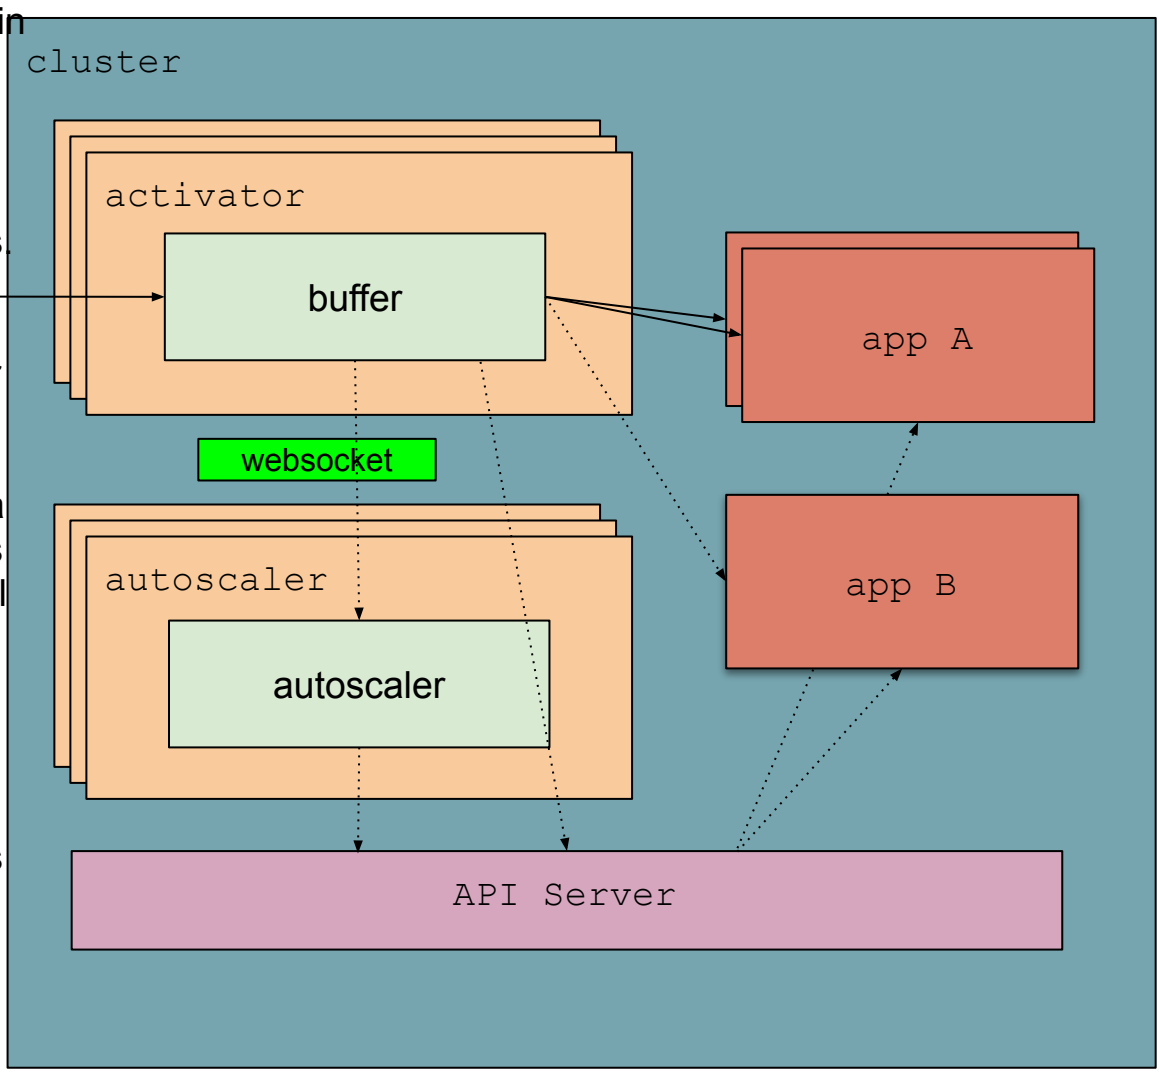 in
cluster
activator
s.
buffer
app A
websocket
autoscaler
app B
autoscaler
API Server